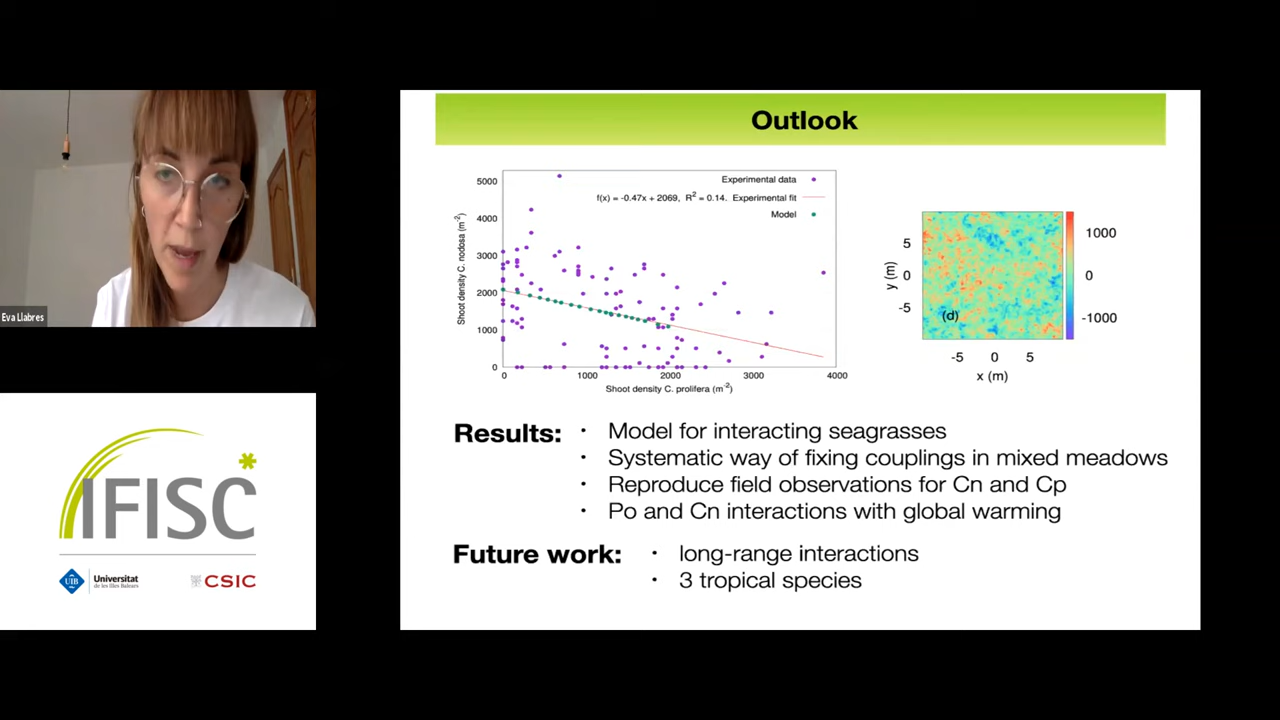 Eva Llabres
IFISC
UIB
Universitat
de les Illes Balears
CSIC
Outlook
Experimental data
f(x) = -0.47x + 2069, R² = 0.14. Experimental fit
Model
Shoot density C. nodosa (m⁻²)
5000
4000
3000
2000
1000
0
0 1000 2000 3000 4000
Shoot density C. prolifera (m⁻²)
y (m)
5
0
-5
(d)
-5 0 5
x (m)
1000
0
-1000
Results:
· Model for interacting seagrasses
· Systematic way of fixing couplings in mixed meadows
· Reproduce field observations for Cn and Cp
· Po and Cn interactions with global warming
Future work:
· long-range interactions
· 3 tropical species